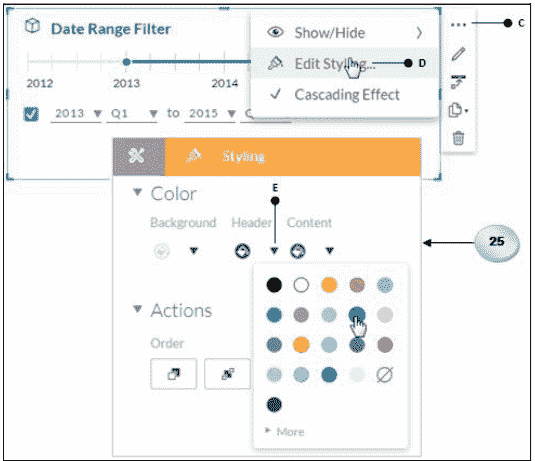 Date Range Filter
2012 2013 2014
2013 Q1 to 2015 Q
Show/Hide
Edit Styling...
Cascading Effect
C
D
Styling
E
Color
Background Header Content
25
Actions
Order
More